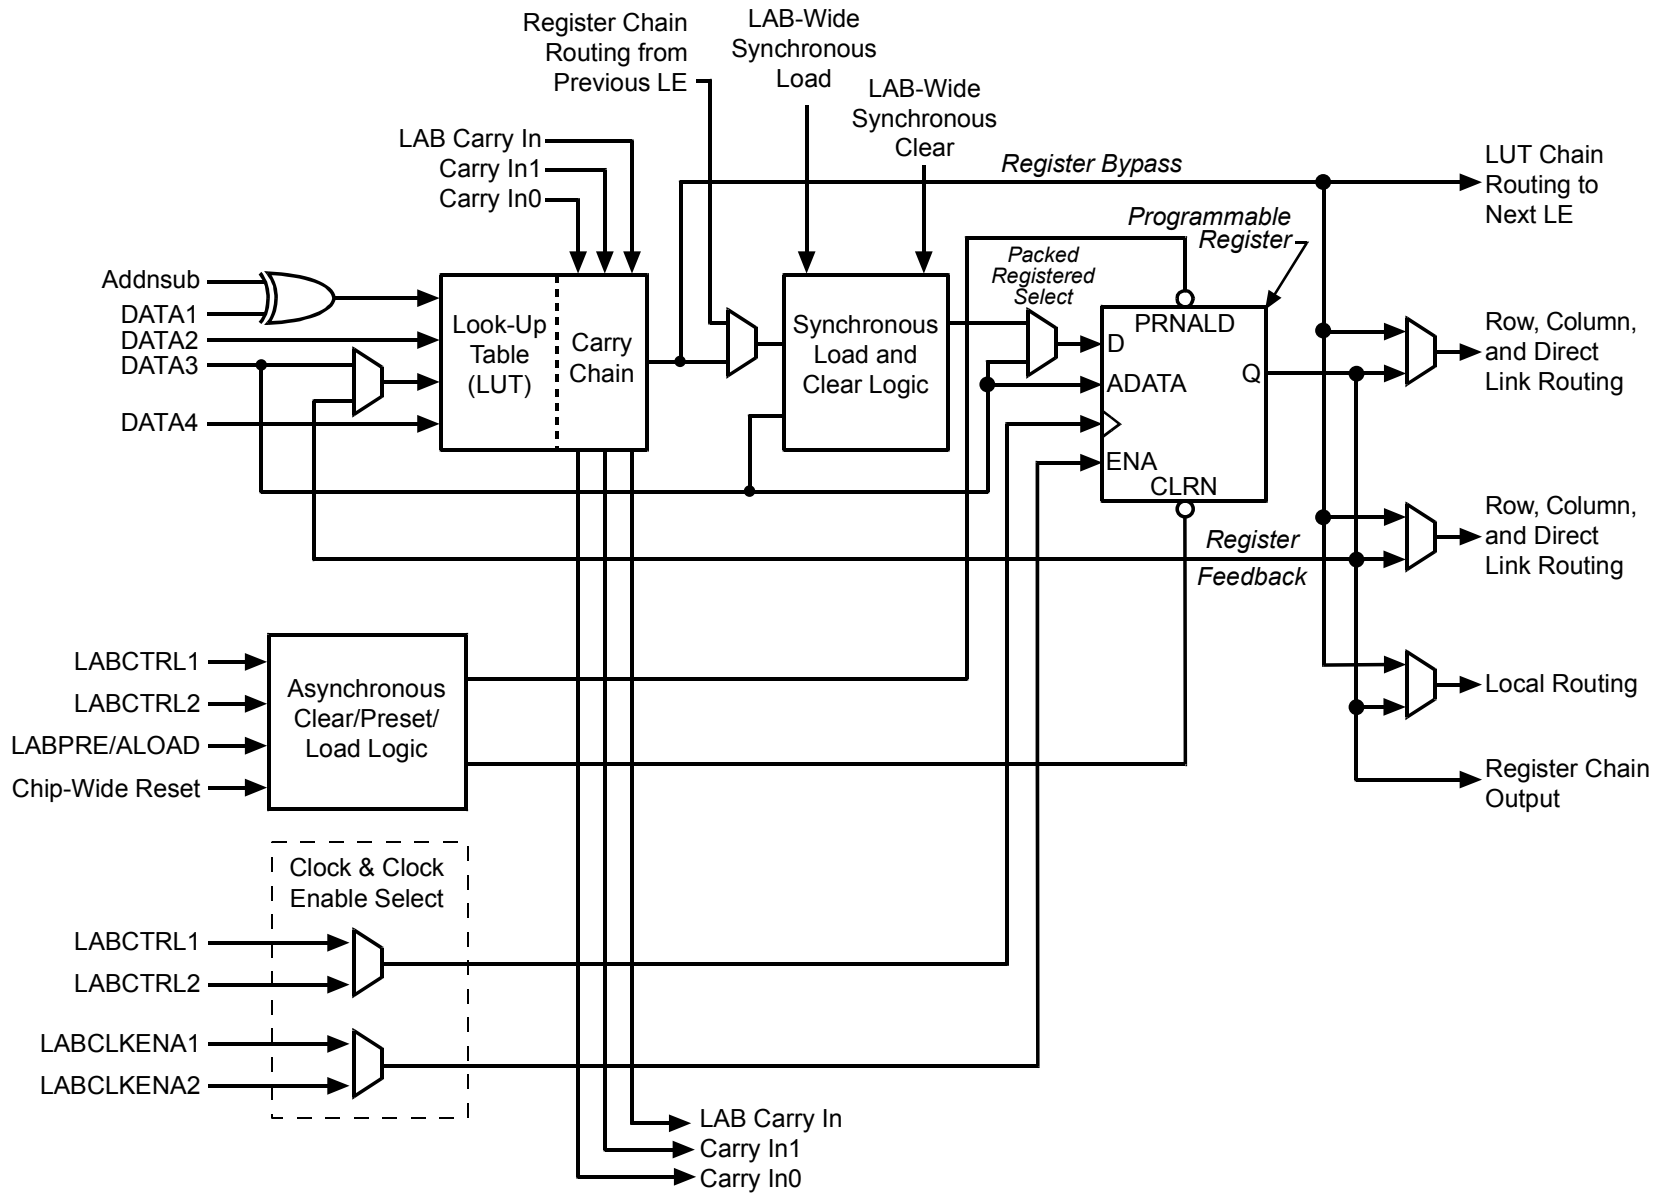 Register Chain
Routing from
Previous LE
LAB-Wide
Synchronous
Load
LAB-Wide
Synchronous
Clear
LAB Carry In
Carry In1
Carry In0
Register Bypass
LUT Chain
Routing to
Next LE
Programmable
Register
Packed
Registered
Select
Addnsub
DATA1
DATA2
DATA3
DATA4
Look-Up
Table
(LUT)
Carry
Chain
Synchronous
Load and
Clear Logic
PRNALD
D
ADATA
Q
ENA
CLRN
Row, Column,
and Direct
Link Routing
Row, Column,
and Direct
Link Routing
Register
Feedback
LABCTRL1
LABCTRL2
LABPRE/ALOAD
Chip-Wide Reset
Asynchronous
Clear/Preset/
Load Logic
Local Routing
Register Chain
Output
Clock & Clock
Enable Select
LABCTRL1
LABCTRL2
LABCLKENA1
LABCLKENA2
LAB Carry In
Carry In1
Carry In0